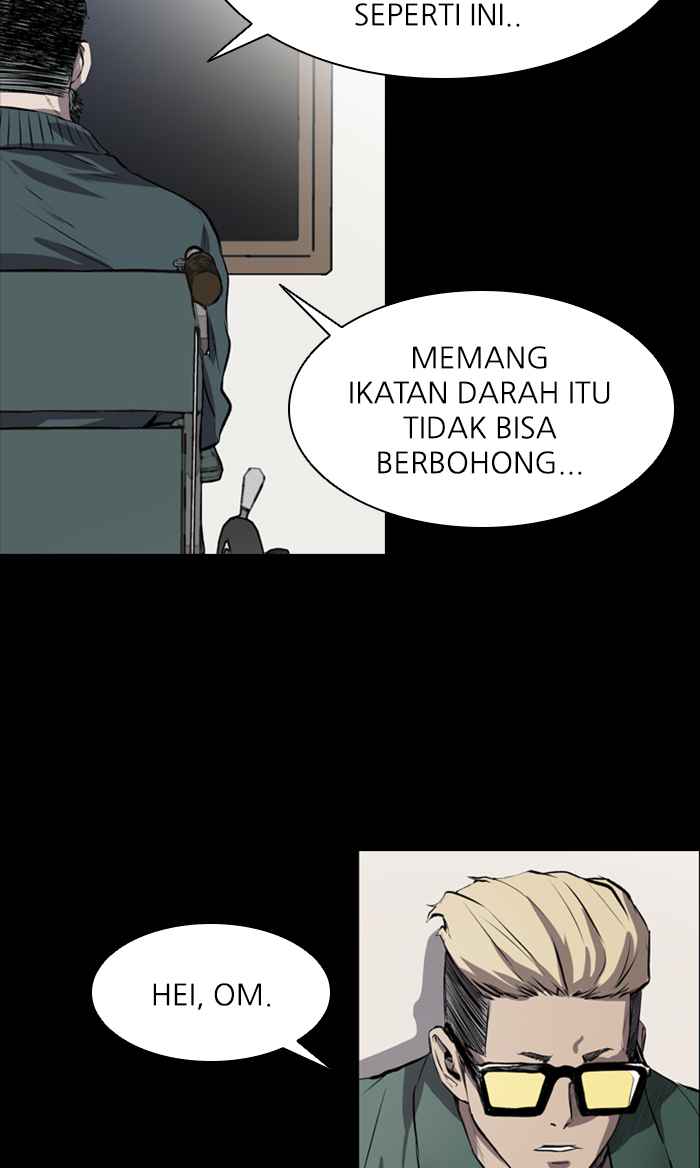 SEPERTI INI..
MEMANG
IKATAN DARAH ITU
TIDAK BISA
BERBOHONG...
HEI, OM.